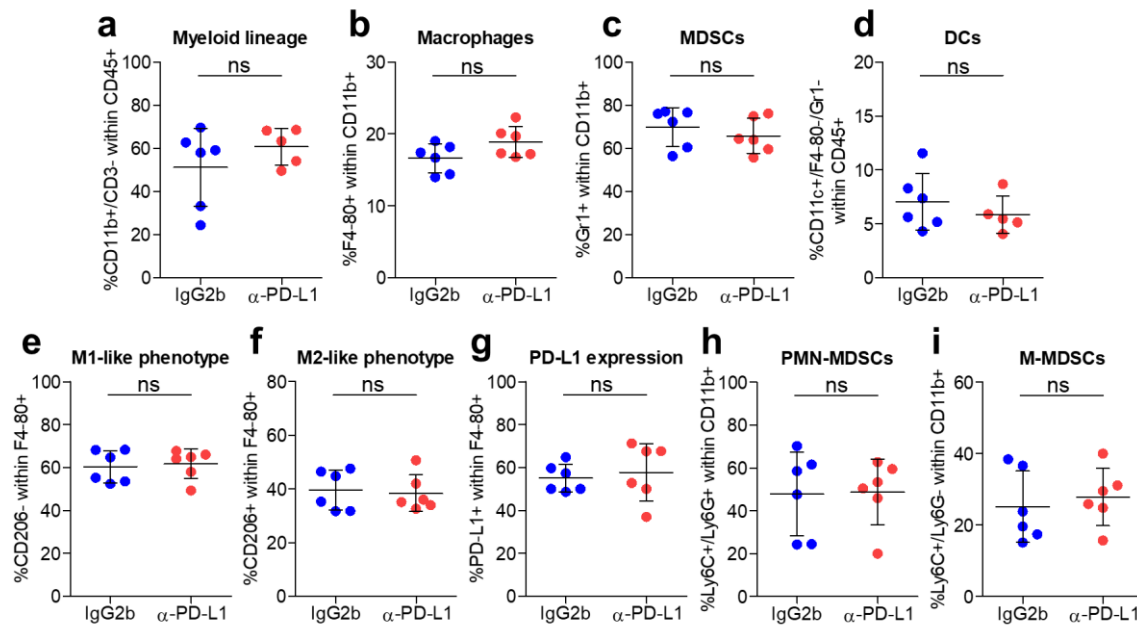 a
Myeloid lineage
ns
%CD11b+/CD3- within CD45+
100
80
60
40
20
0
IgG2b
α-PD-L1
b
Macrophages
ns
%F4-80+ within CD11b+
30
20
10
0
IgG2b
α-PD-L1
c
MDSCs
ns
%Gr1+ within CD11b+
100
80
60
40
20
0
IgG2b
α-PD-L1
d
DCs
ns
%CD11c+/F4-80-/Gr1-
within CD45+
20
15
10
5
0
IgG2b
α-PD-L1
e
M1-like phenotype
ns
%CD206- within F4-80+
100
80
60
40
20
0
IgG2b
α-PD-L1
f
M2-like phenotype
ns
%CD206+ within F4-80+
80
60
40
20
0
IgG2b
α-PD-L1
g
PD-L1 expression
ns
%PD-L1+ within F4-80+
100
80
60
40
20
0
IgG2b
α-PD-L1
h
PMN-MDSCs
ns
%Ly6C+/Ly6G+ within CD11b+
100
80
60
40
20
0
IgG2b
α-PD-L1
i
M-MDSCs
ns
%Ly6C+/Ly6G- within CD11b+
60
40
20
0
IgG2b
α-PD-L1